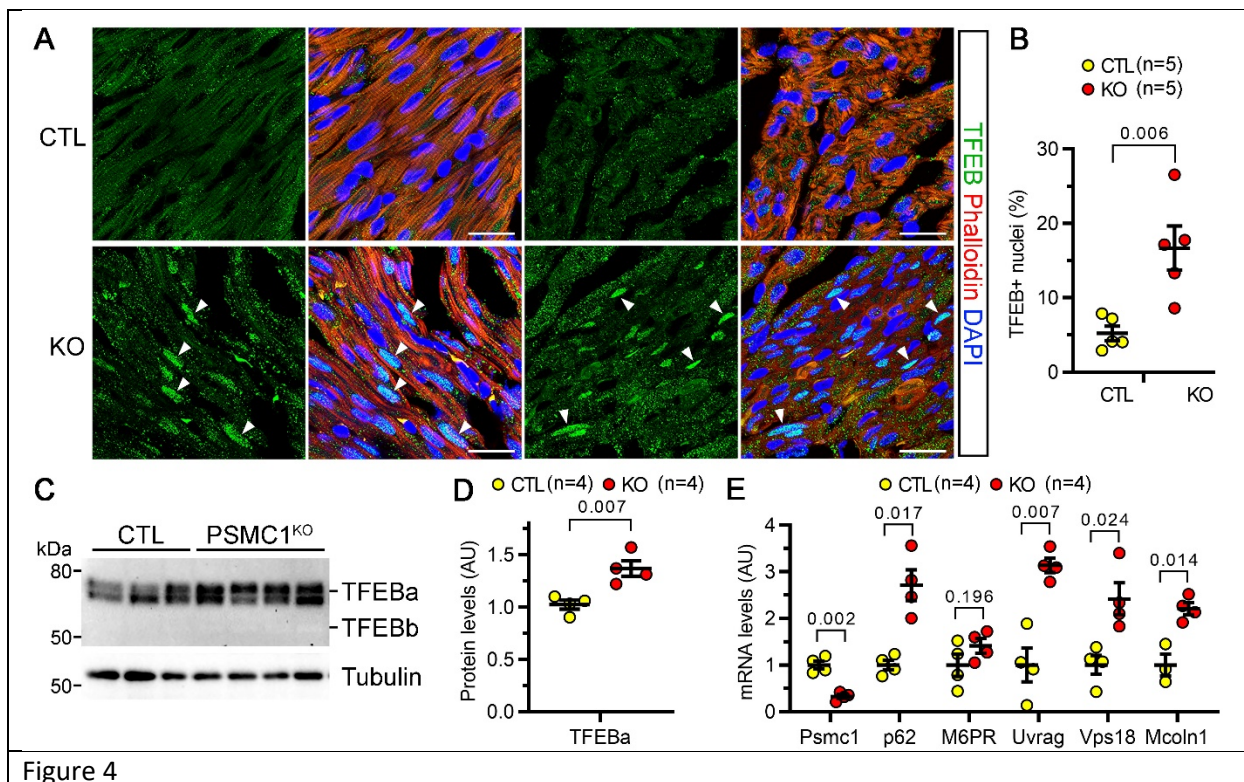 A
CTL
KO
TFEB Phalloidin DAPI
B
CTL (n=5)
KO (n=5)
0.006
30
20
10
0
TFEB+ nuclei (%)
CTL KO
C
CTL PSMC1KO
kDa
80
50
50
TFEBa
TFEBb
Tubulin
D
CTL (n=4) KO (n=4)
0.007
1.5
1.0
0.5
0
Protein levels (AU)
TFEBa
E
CTL (n=4) KO (n=4)
0.002 0.017 0.196 0.007 0.024 0.014
4
3
2
1
0
mRNA levels (AU)
Psmc1 p62 M6PR Uvrag Vps18 Mcoln1
Figure 4